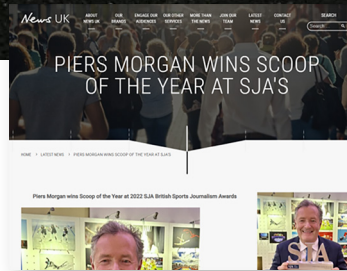 News UK
ABOUT NEWS UK
OUR BRANDS
ENGAGE OUR AUDIENCES
OUR OTHER SERVICES
MORE THAN THE NEWS
JOIN OUR TEAM
LATEST NEWS
CONTACT US
SEARCH
Search
PIERS MORGAN WINS SCOOP
OF THE YEAR AT SJA'S
HOME > LATEST NEWS > PIERS MORGAN WINS SCOOP OF THE YEAR AT SJA'S
Piers Morgan wins Scoop of the Year at 2022 SJA British Sports Journalism Awards